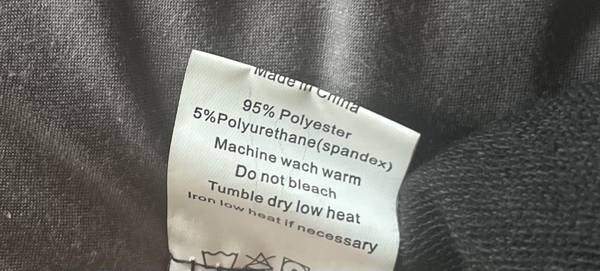 Made in China
95% Polyester
5%Polyurethane(spandex)
Machine wach warm
Do not bleach
Tumble dry low heat
Iron low heat if necessary